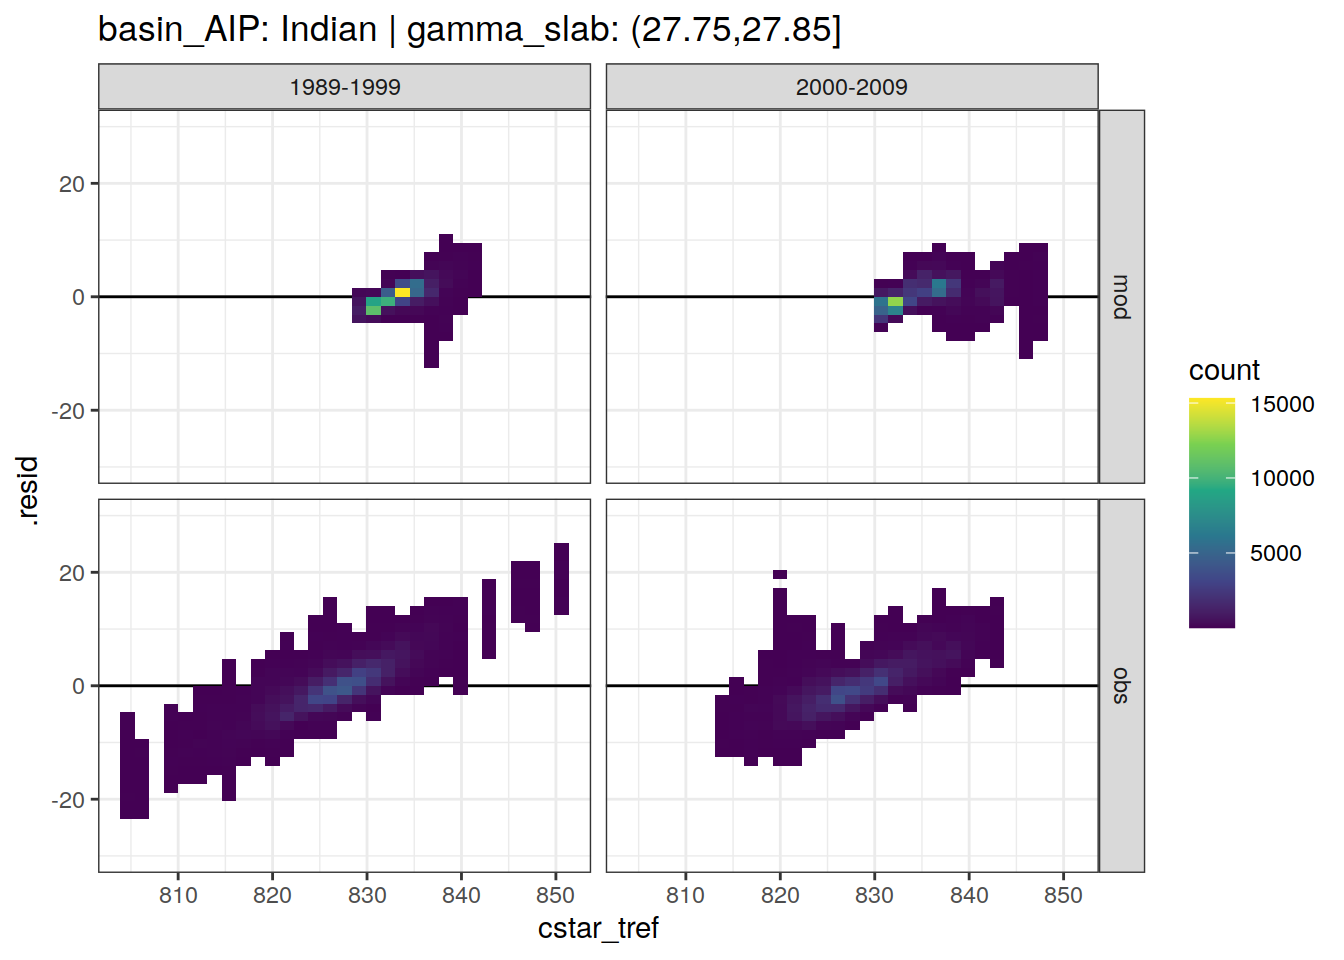 basin_AIP: Indian | gamma_slab: (27.75,27.85]
1989-1999
2000-2009
20
0
-20
mod
20
0
-20
obs
810 820 830 840 850
810 820 830 840 850
cstar_tref
.resid
count
15000
10000
5000